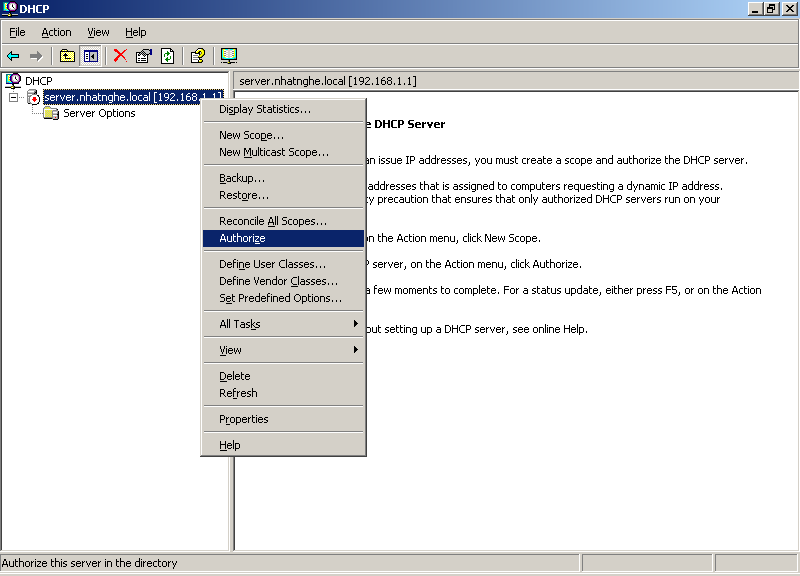 DHCP
File Action View Help
DHCP
server.nhatnghe.local [192.168.1.1]
Server Options
server.nhatnghe.local [192.168.1.1]
Display Statistics...
New Scope...
New Multicast Scope...
Backup...
Restore...
Reconcile All Scopes...
Authorize
Define User Classes...
Define Vendor Classes...
Set Predefined Options...
All Tasks
View
Delete
Refresh
Properties
Help
e DHCP Server
an issue IP addresses, you must create a scope and authorize the DHCP server.
addresses that is assigned to computers requesting a dynamic IP address.
ty precaution that ensures that only authorized DHCP servers run on your
on the Action menu, click New Scope.
P server, on the Action menu, click Authorize.
a few moments to complete. For a status update, either press F5, or on the Action
out setting up a DHCP server, see online Help.
Authorize this server in the directory